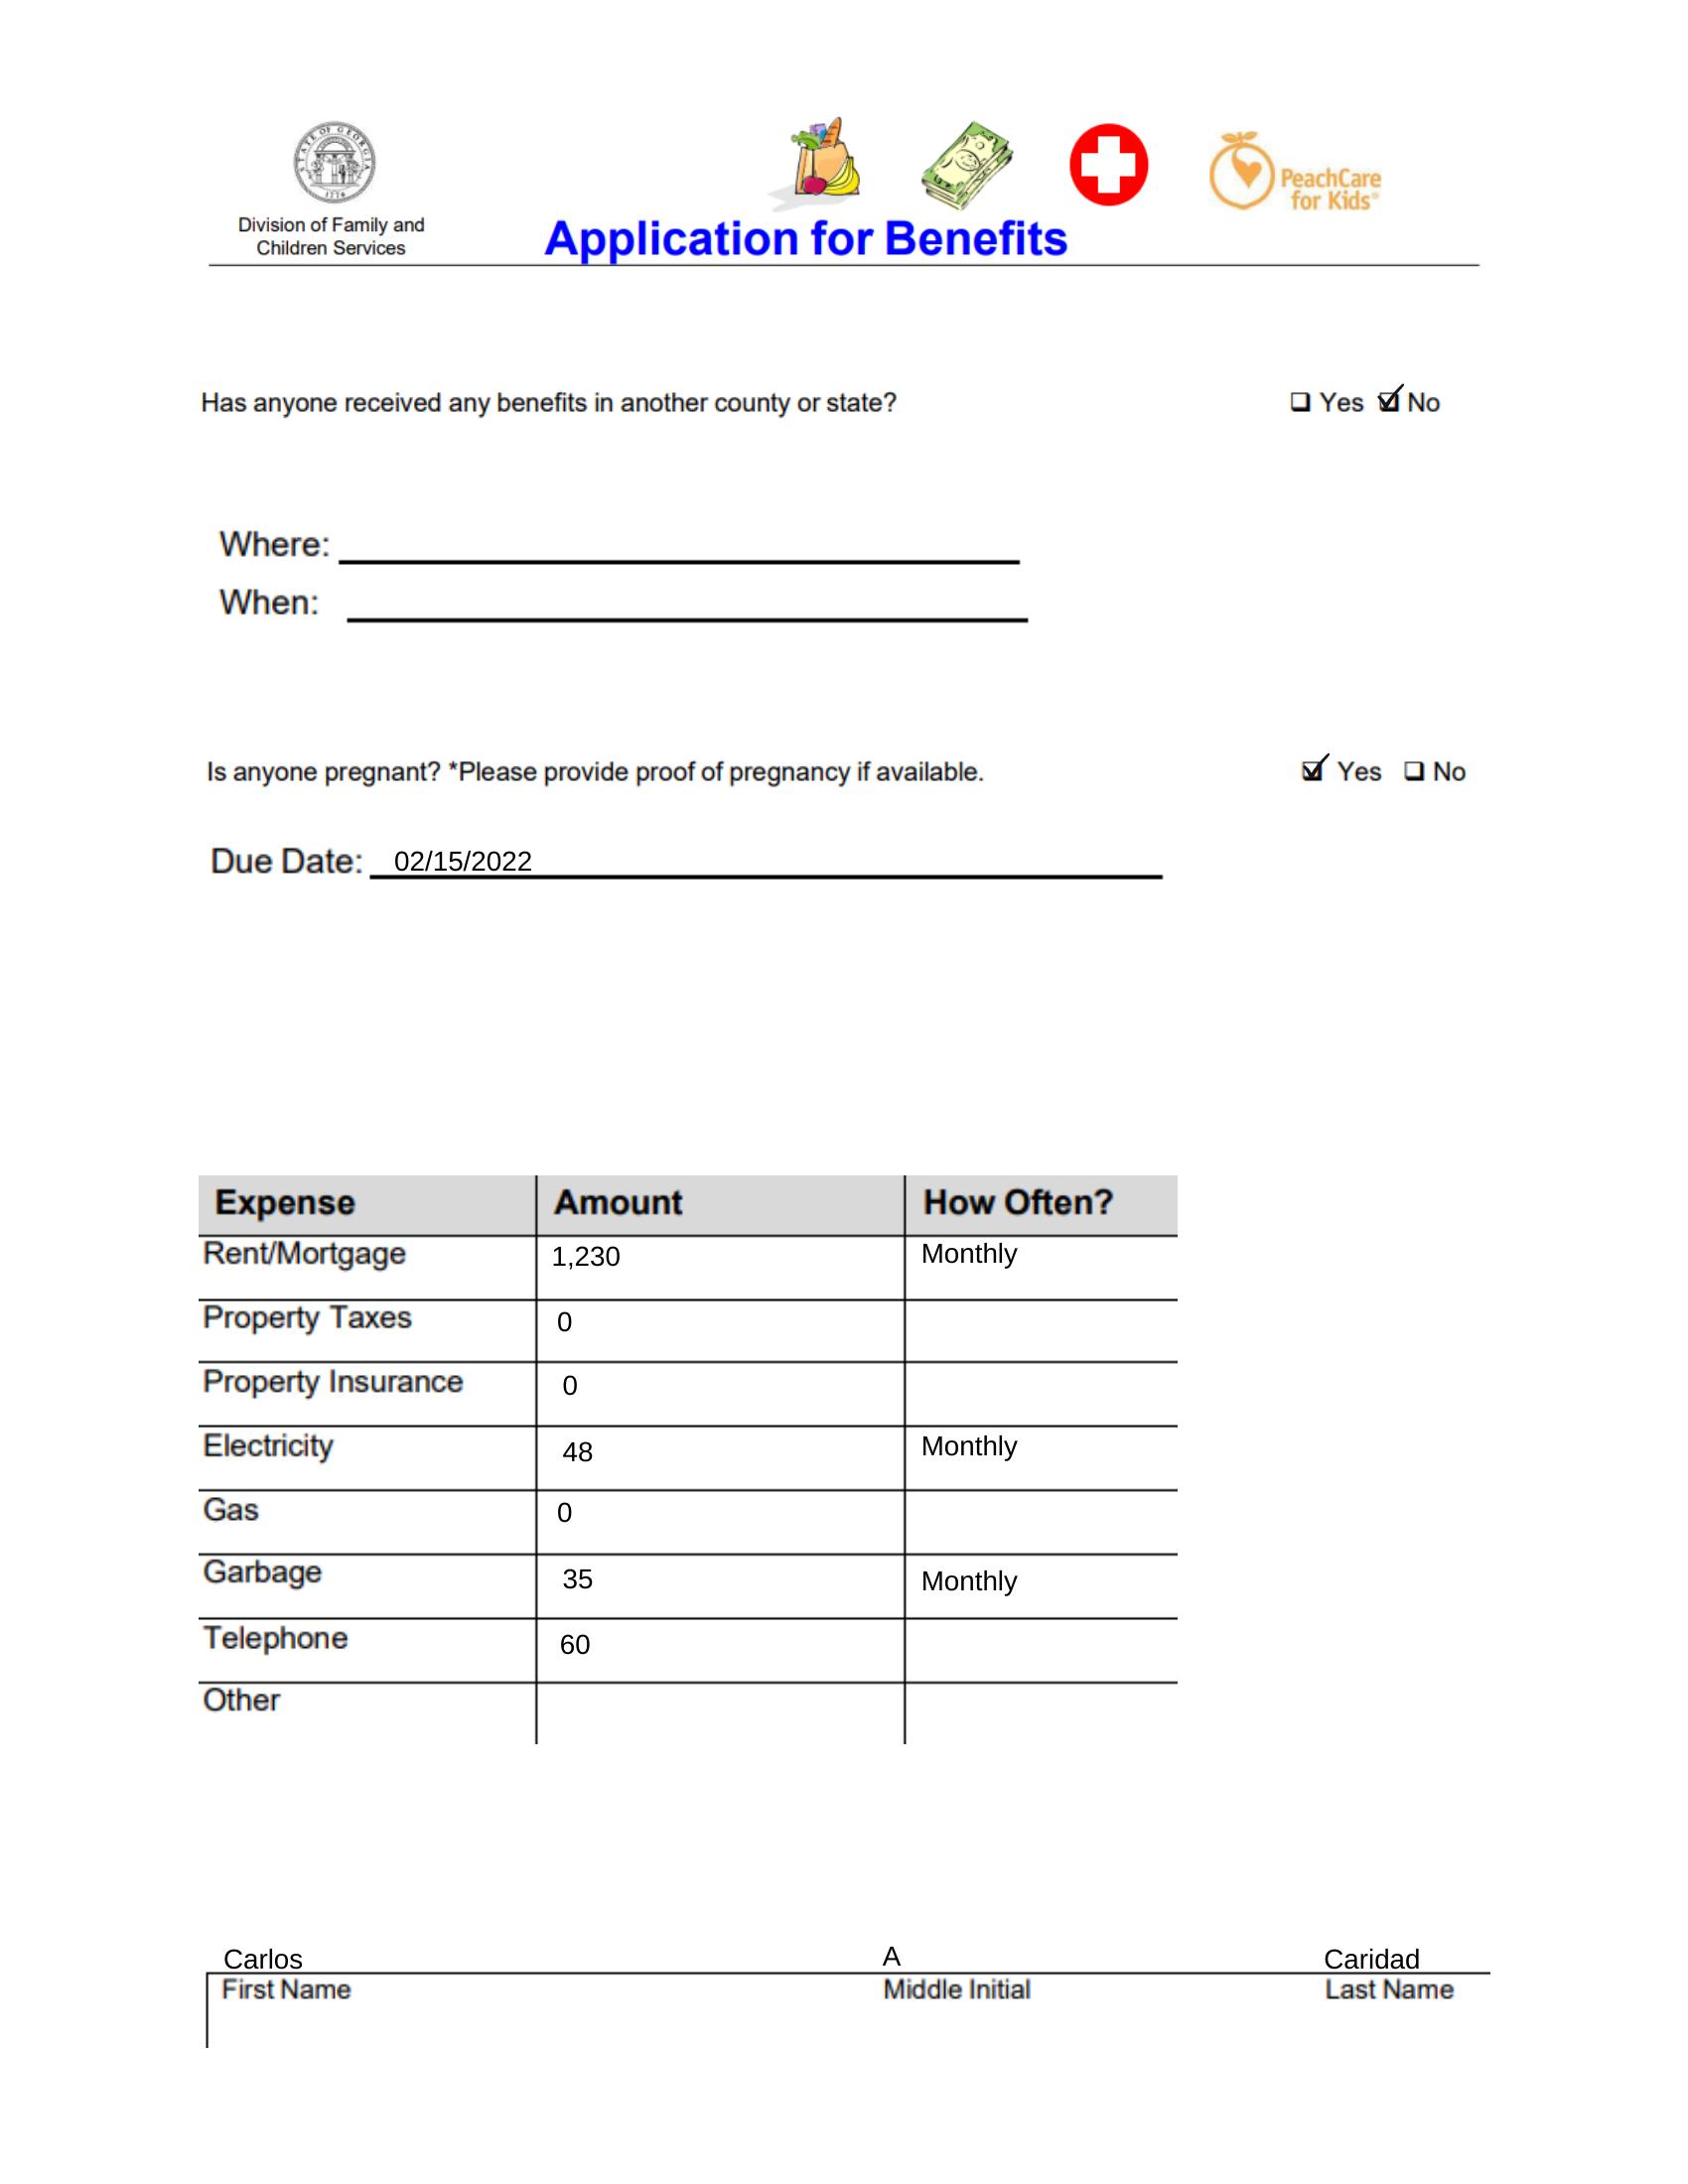 STATE OF GEORGIA
1776
PeachCare
for Kids®
Division of Family and
Children Services
Application for Benefits
Has anyone received any benefits in another county or state? ❑ Yes ☑ No
Where:
When:
Is anyone pregnant? *Please provide proof of pregnancy if available. ☑ Yes ❑ No
Due Date: 02/15/2022
Expense Amount How Often?
Rent/Mortgage 1,230 Monthly
Property Taxes 0
Property Insurance 0
Electricity 48 Monthly
Gas 0
Garbage 35 Monthly
Telephone 60
Other
Carlos A Caridad
First Name Middle Initial Last Name